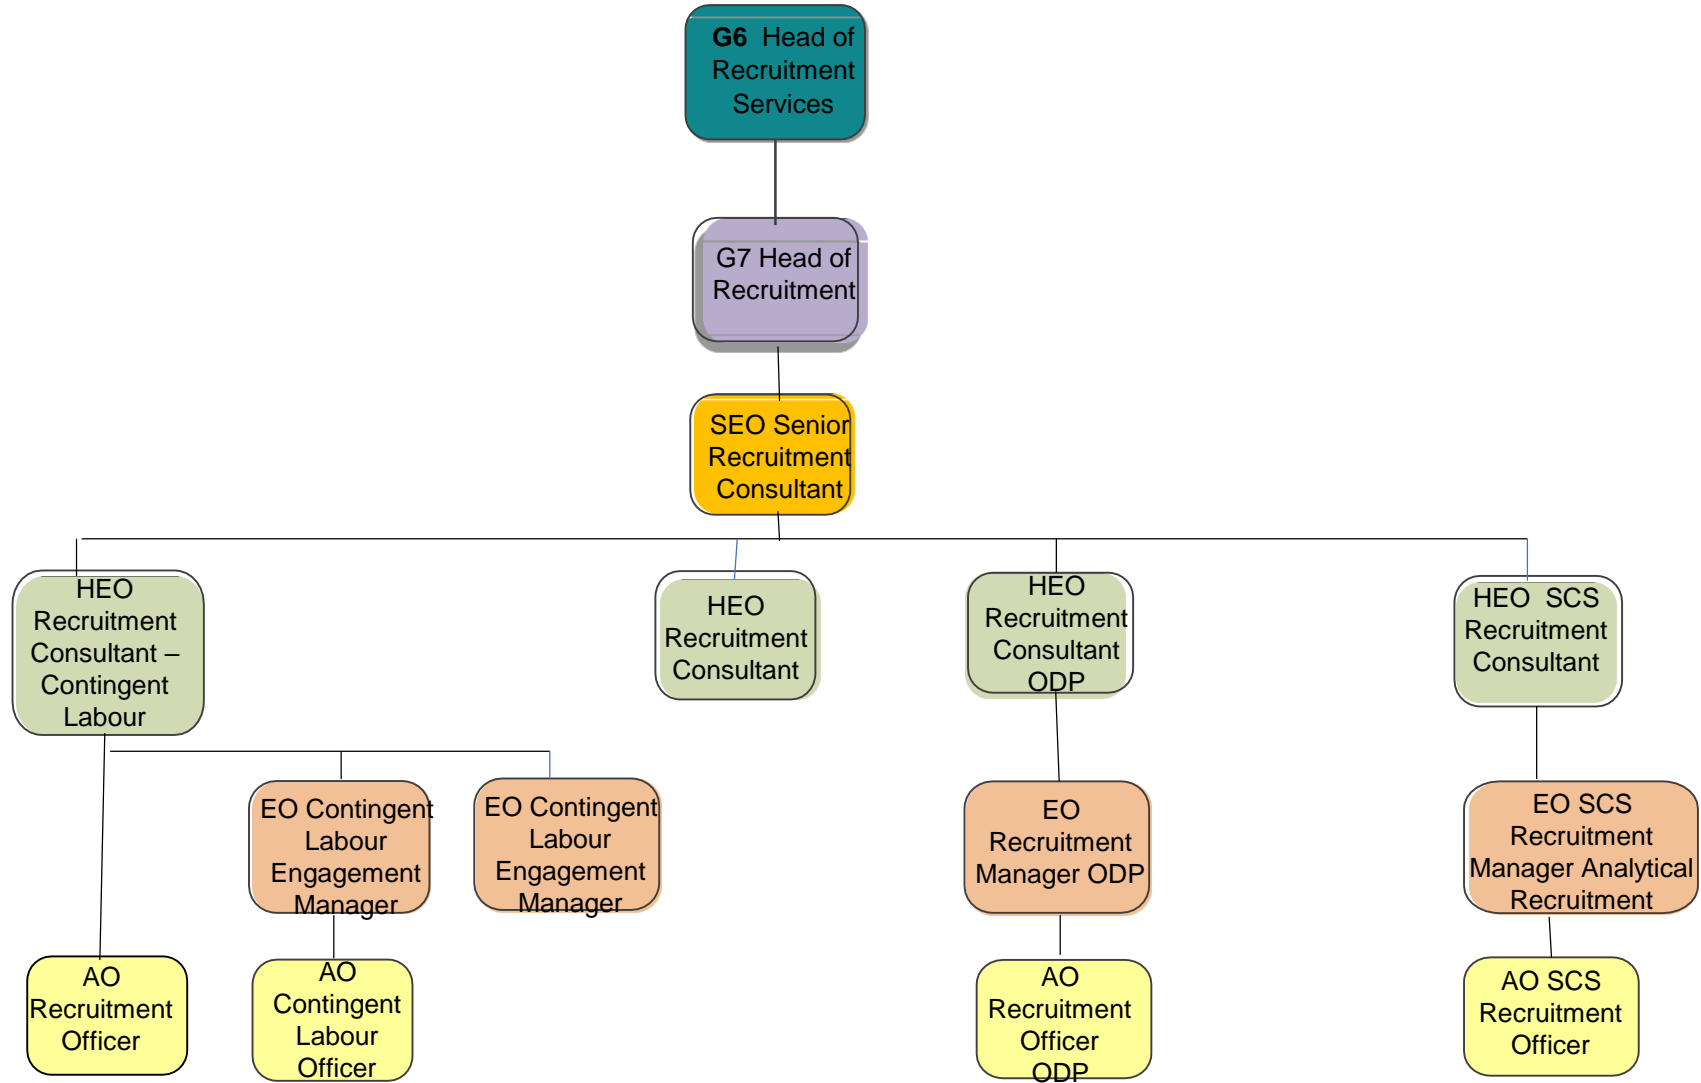 G6  Head of
Recruitment
Services
G7 Head of
Recruitment
SEO Senior
Recruitment
Consultant
HEO
Recruitment
Consultant –
Contingent
Labour
HEO
Recruitment
Consultant
HEO
Recruitment
Consultant
ODP
HEO  SCS
Recruitment
Consultant
EO Contingent
Labour
Engagement
Manager
EO Contingent
Labour
Engagement
Manager
EO
Recruitment
Manager ODP
EO SCS
Recruitment
Manager Analytical
Recruitment
AO
Recruitment
Officer
AO
Contingent
Labour
Officer
AO
Recruitment
Officer
ODP
AO SCS
Recruitment
Officer